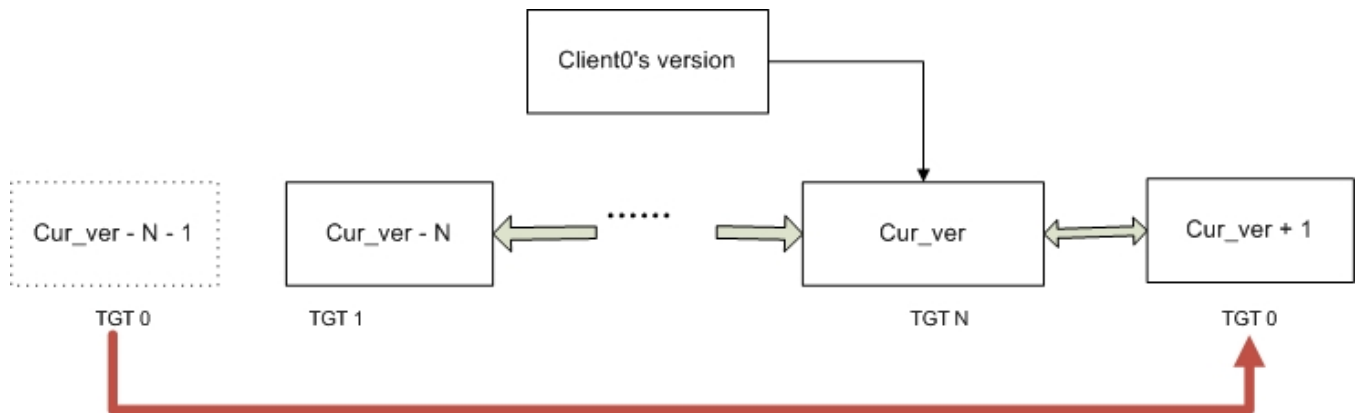 Client0's version
Cur_ver - N - 1
Cur_ver - N
......
Cur_ver
Cur_ver + 1
TGT 0
TGT 1
TGT N
TGT 0